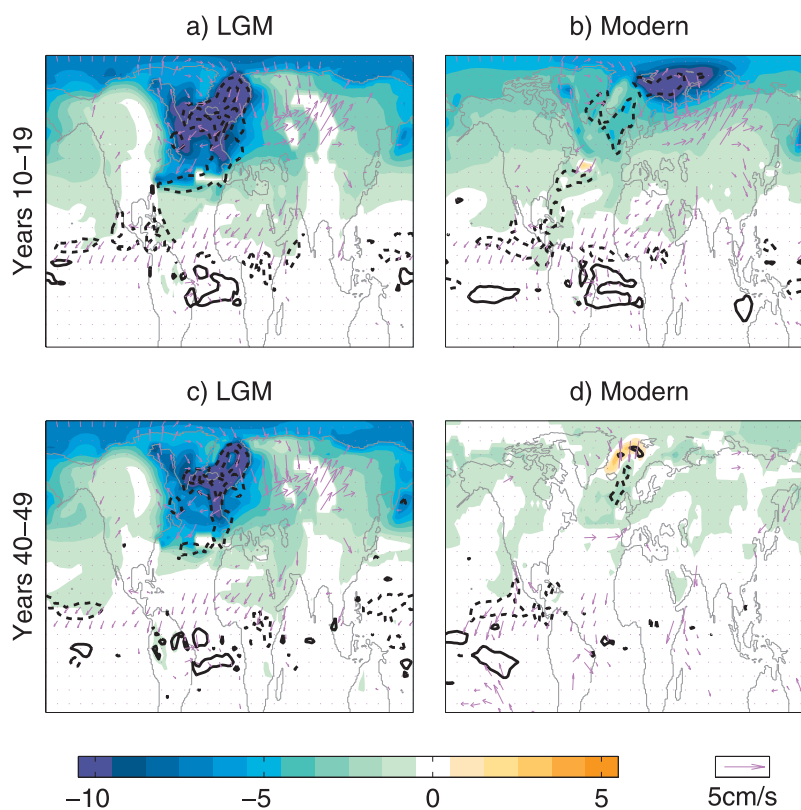 a) LGM
b) Modern
Years 10–19
c) LGM
d) Modern
Years 40–49
−10
−5
0
5
5cm/s